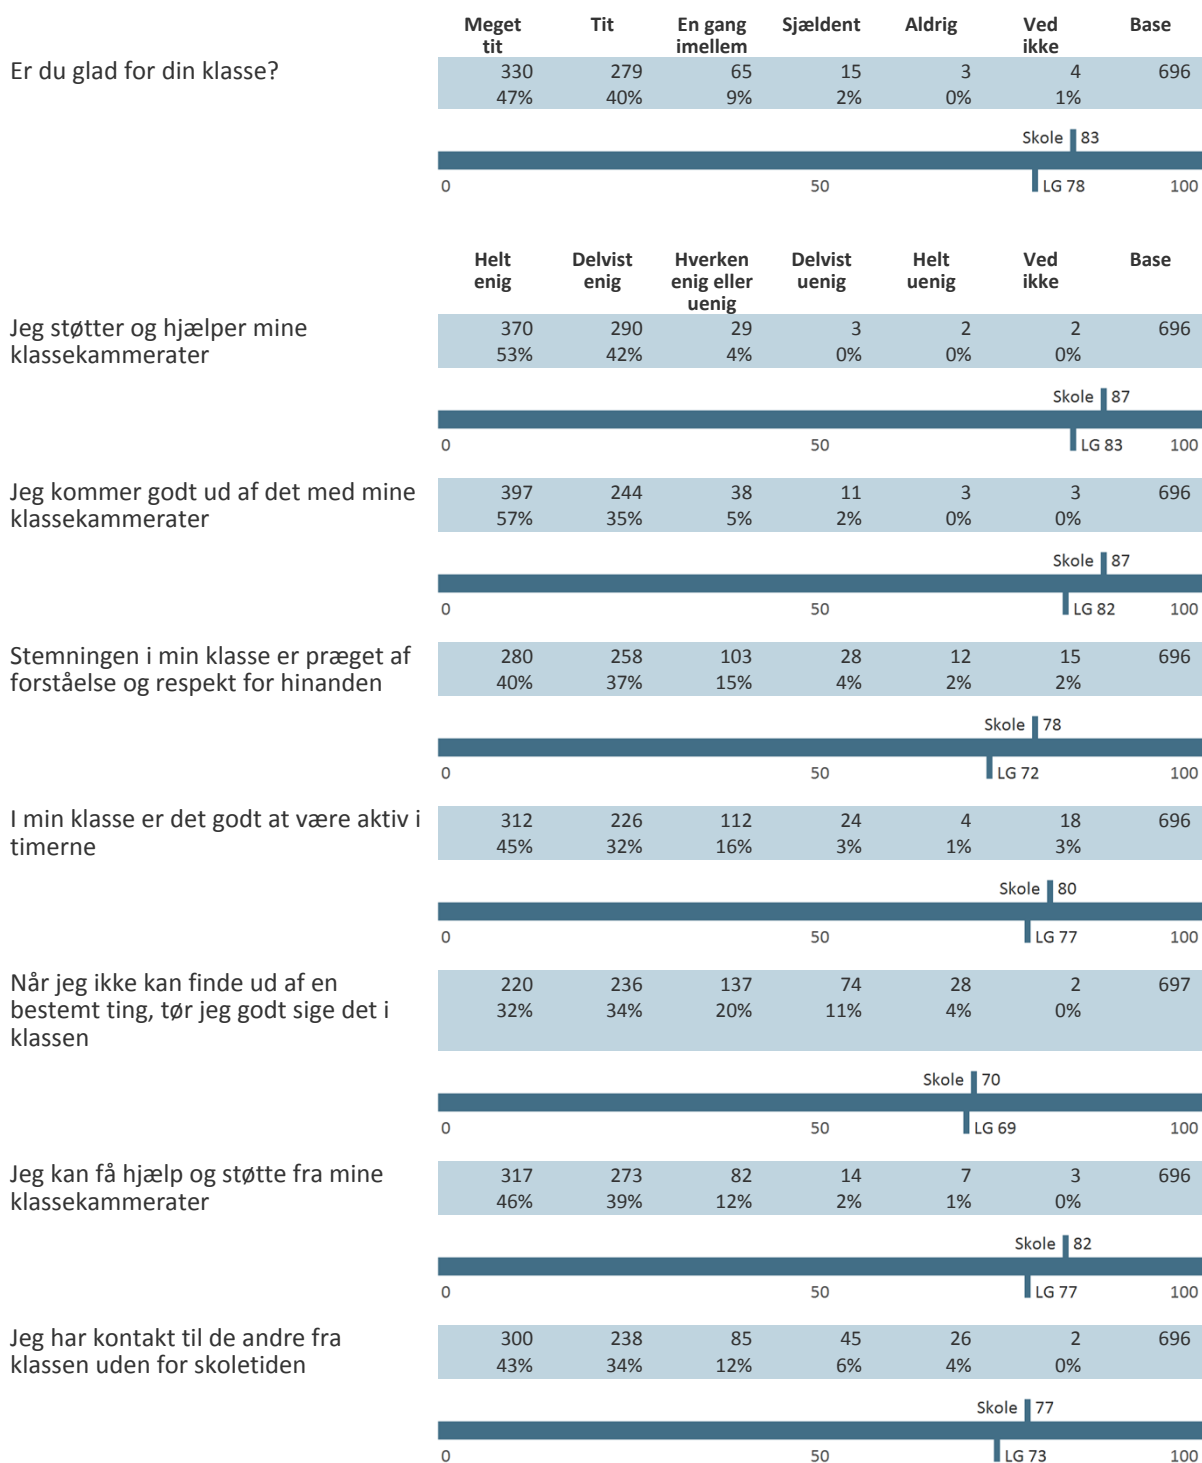 Meget tit Tit En gang imellem Sjældent Aldrig Ved ikke Base
Er du glad for din klasse? 330 279 65 15 3 4 696
47% 40% 9% 2% 0% 1%
Skole 83
0 50 LG 78 100
Helt enig Delvist enig Hverken enig eller uenig Delvist uenig Helt uenig Ved ikke Base
Jeg støtter og hjælper mine 370 290 29 3 2 2 696
klassekammerater 53% 42% 4% 0% 0% 0%
Skole 87
0 50 LG 83 100
Jeg kommer godt ud af det med mine 397 244 38 11 3 3 696
klassekammerater 57% 35% 5% 2% 0% 0%
Skole 87
0 50 LG 82 100
Stemningen i min klasse er præget af 280 258 103 28 12 15 696
forståelse og respekt for hinanden 40% 37% 15% 4% 2% 2%
Skole 78
0 50 LG 72 100
I min klasse er det godt at være aktiv i 312 226 112 24 4 18 696
timerne 45% 32% 16% 3% 1% 3%
Skole 80
0 50 LG 77 100
Når jeg ikke kan finde ud af en 220 236 137 74 28 2 697
bestemt ting, tør jeg godt sige det i 32% 34% 20% 11% 4% 0%
klassen
Skole 70
0 50 LG 69 100
Jeg kan få hjælp og støtte fra mine 317 273 82 14 7 3 696
klassekammerater 46% 39% 12% 2% 1% 0%
Skole 82
0 50 LG 77 100
Jeg har kontakt til de andre fra 300 238 85 45 26 2 696
klassen uden for skoletiden 43% 34% 12% 6% 4% 0%
Skole 77
0 50 LG 73 100